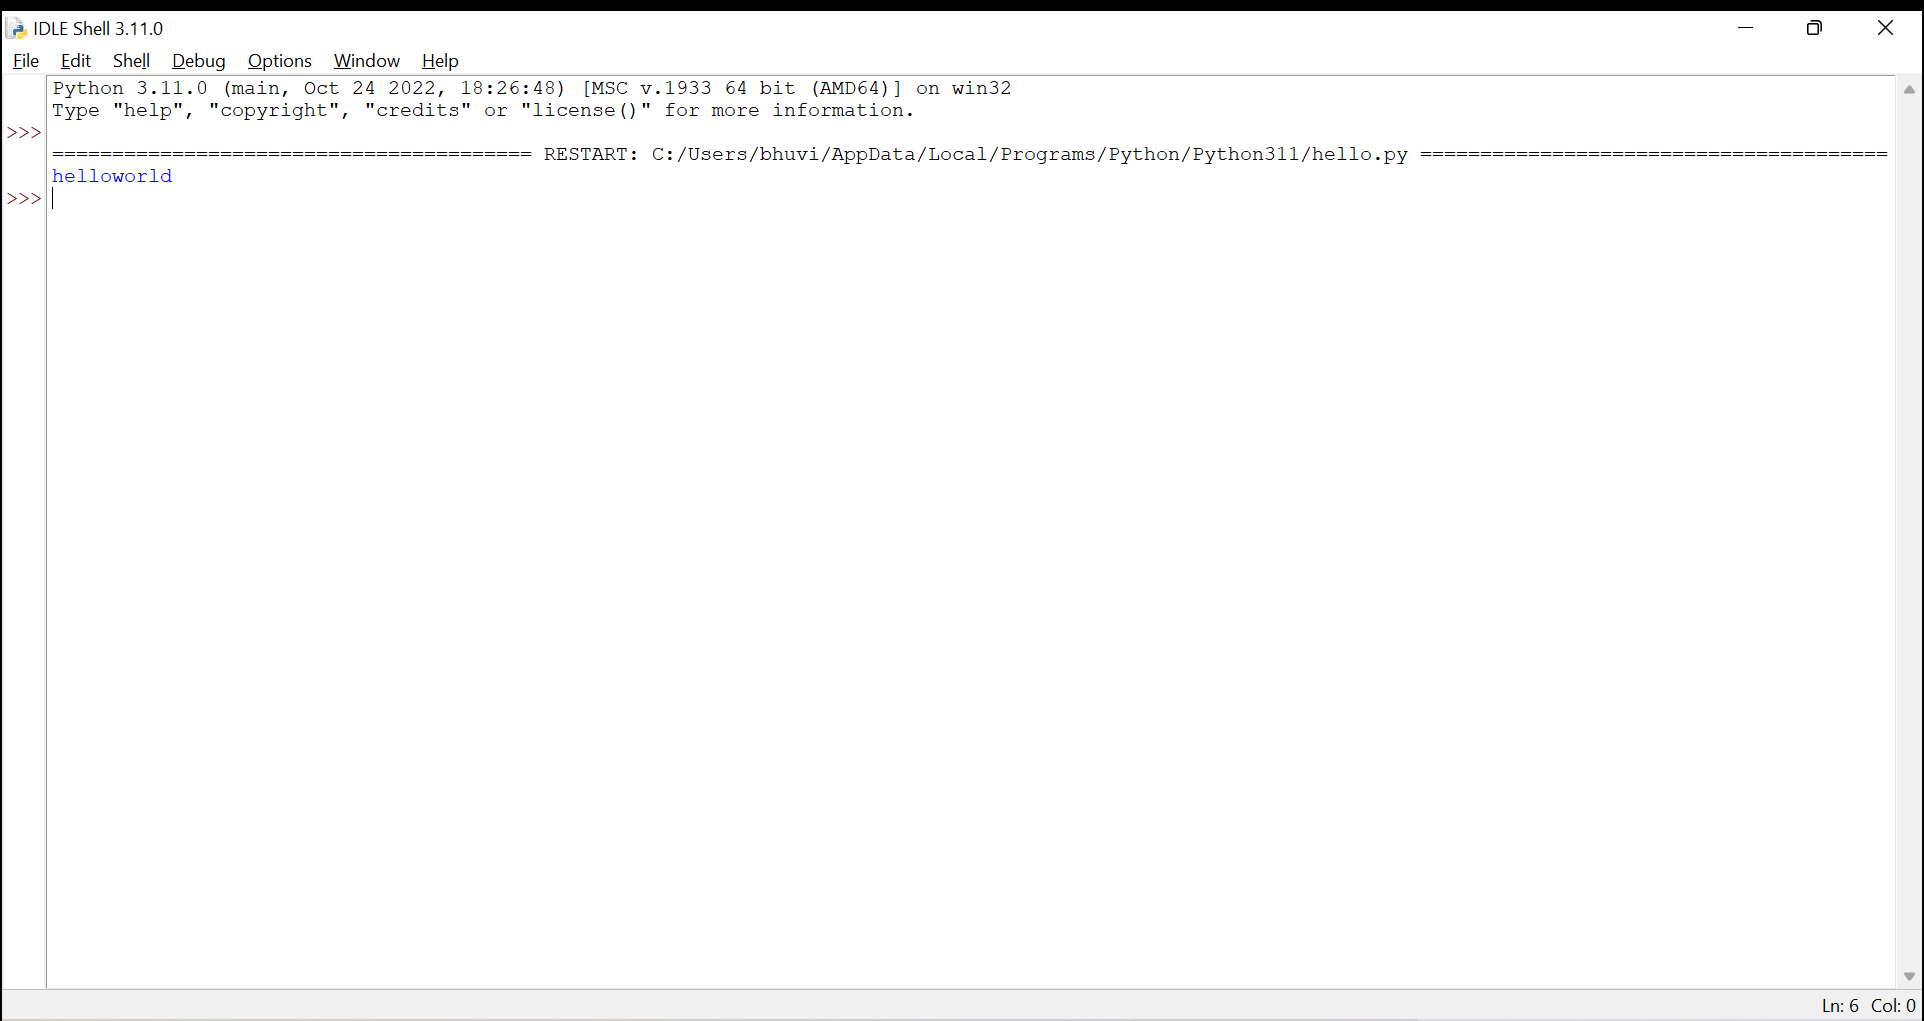 IDLE Shell 3.11.0
File Edit Shell Debug Options Window Help
Python 3.11.0 (main, Oct 24 2022, 18:26:48) [MSC v.1933 64 bit (AMD64)] on win32
Type "help", "copyright", "credits" or "license()" for more information.
>>>
======================================== RESTART: C:/Users/bhuvi/AppData/Local/Programs/Python/Python311/hello.py =======================================
helloworld
>>>
Ln: 6 Col: 0